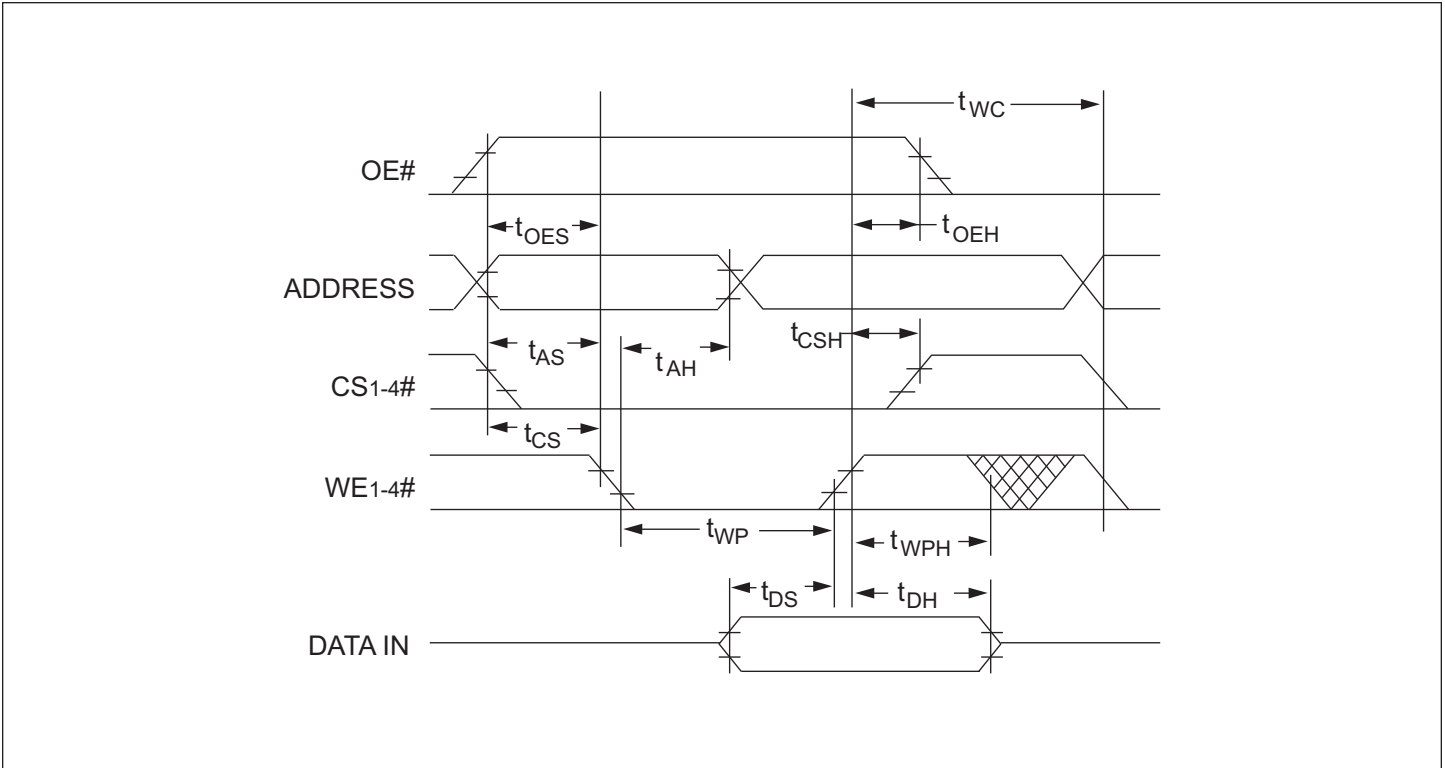 tWC
OE#
tOES
tOEH
ADDRESS
tCSH
tAS
tAH
CS1-4#
tCS
WE1-4#
tWP
tWPH
tDS
tDH
DATA IN